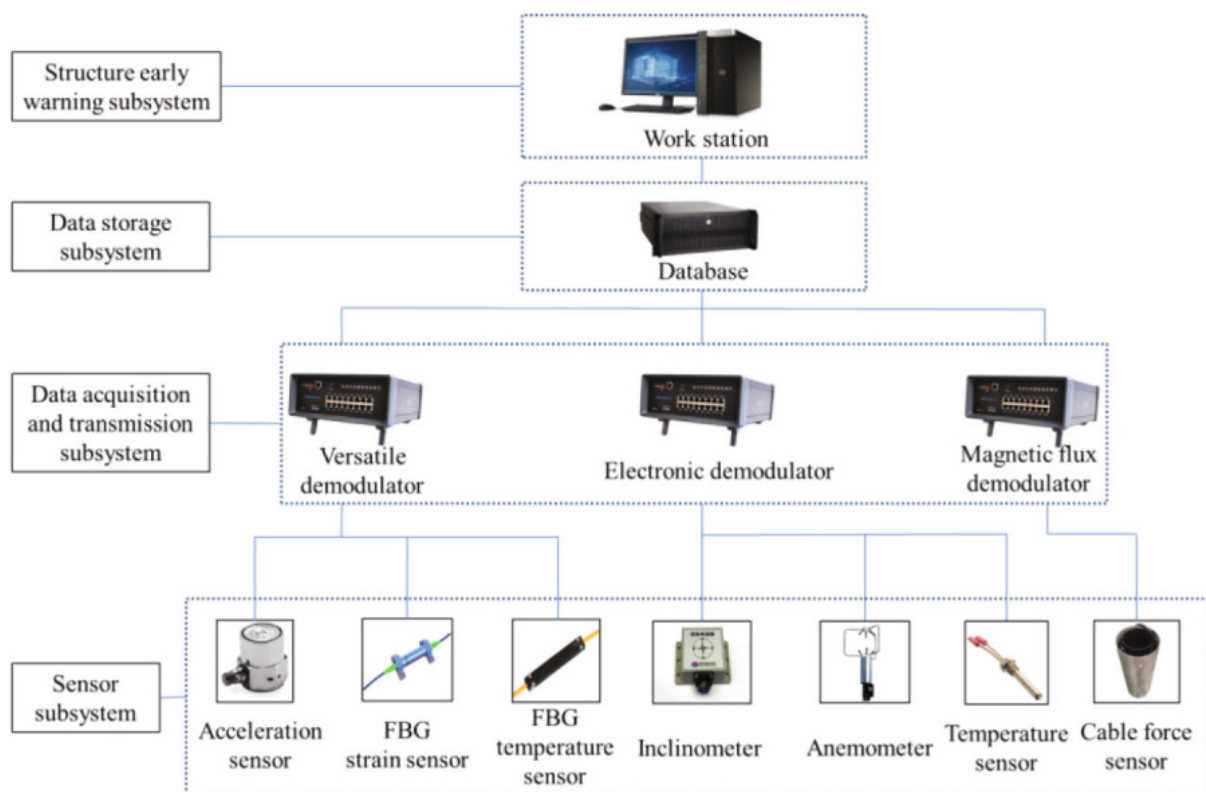 Structure early
warning subsystem
Work station
Data storage
subsystem
Database
Data acquisition
and transmission
subsystem
Versatile
demodulator
Electronic demodulator
Magnetic flux
demodulator
Sensor
subsystem
Acceleration
sensor
FBG
strain sensor
FBG
temperature
sensor
Inclinometer
Anemometer
Temperature
sensor
Cable force
sensor